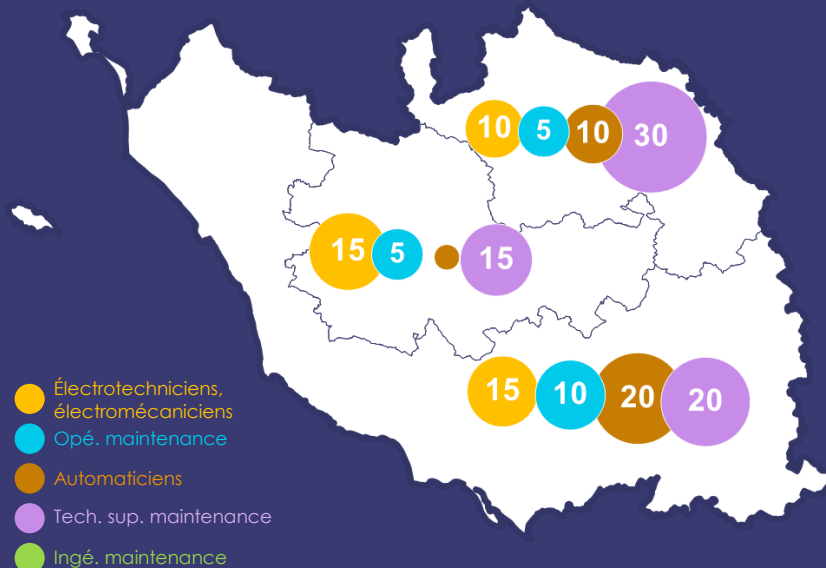 10 5 10 30
15 5 15
15 10 20 20
Électrotechniciens,
électromécaniciens
Opé. maintenance
Automaticiens
Tech. sup. maintenance
Ingé. maintenance